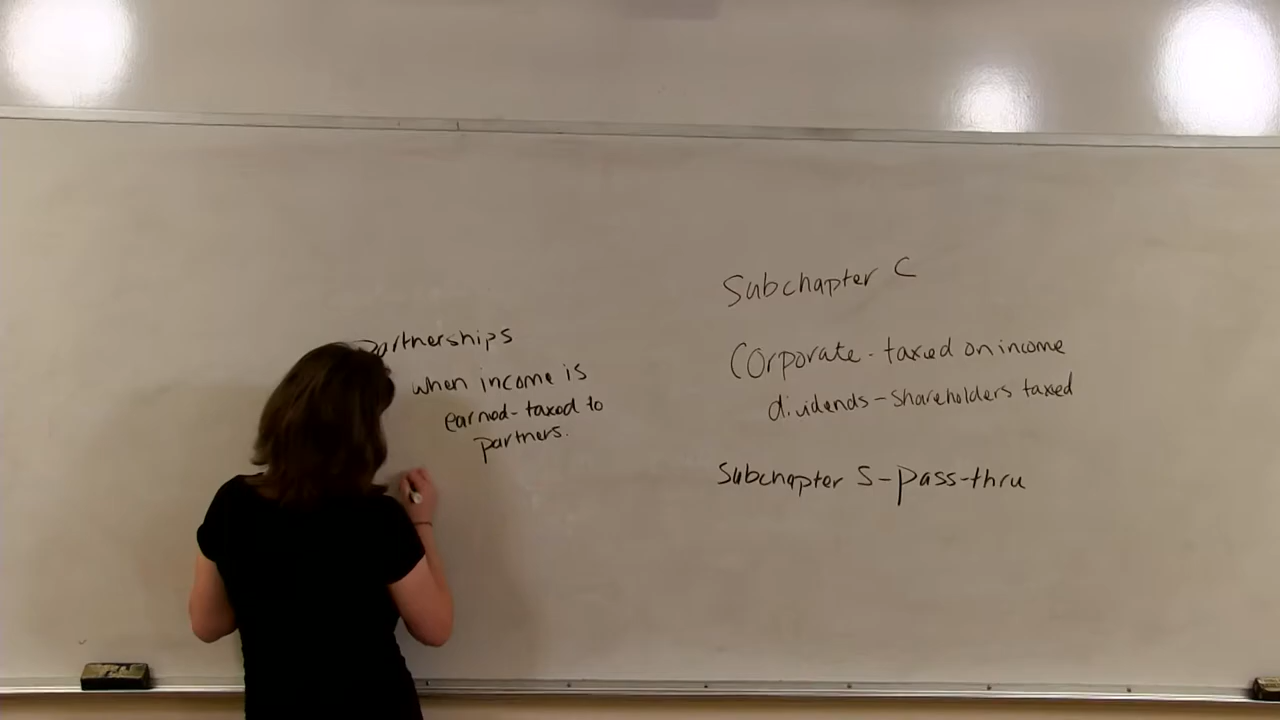 Partnerships
when income is
earned-taxed to
partners.
Subchapter C
Corporate - taxed on income
dividends - shareholders taxed
Subchapter S - pass-thru